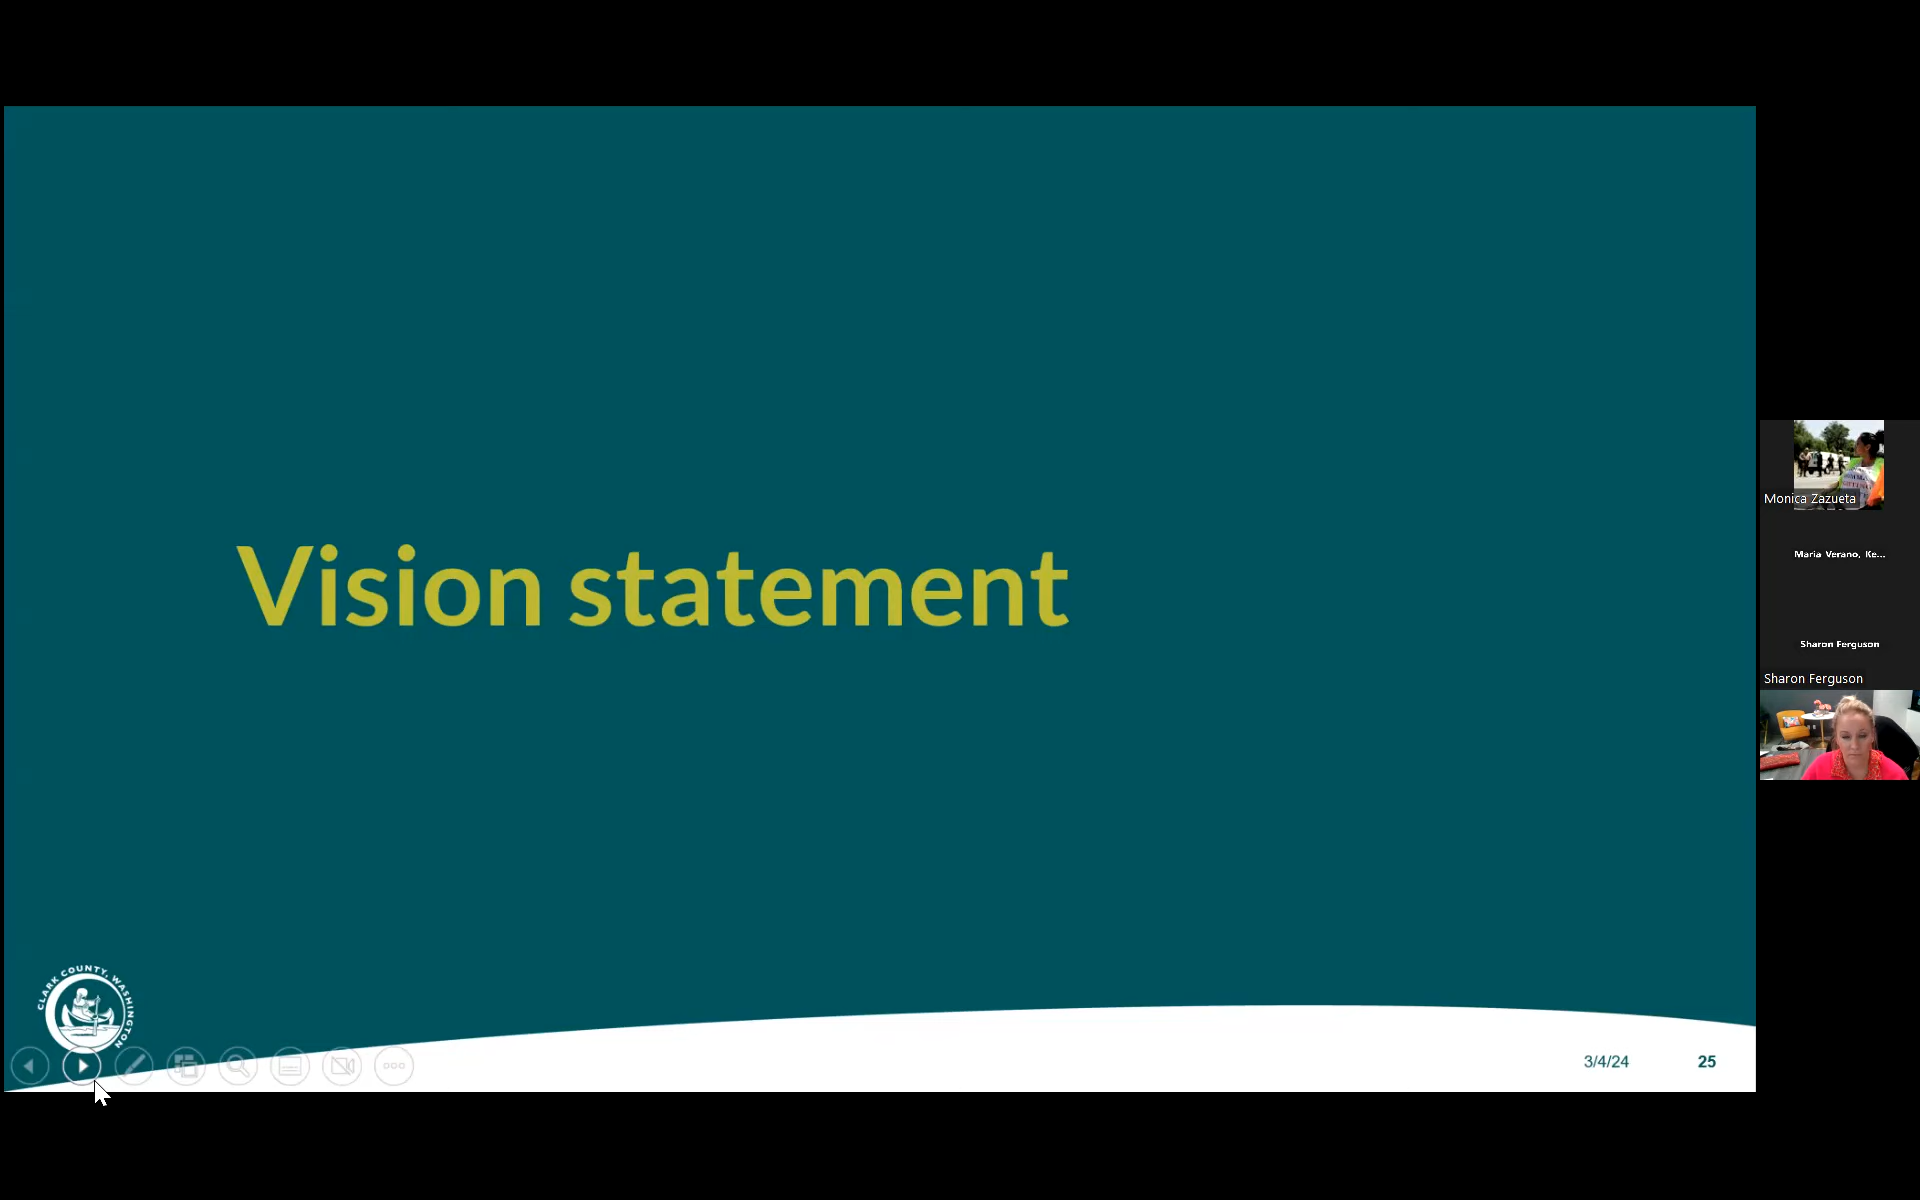 Vision statement
CLARK COUNTY, WASHINGTON
3/4/24
25
Monica Zazueta
Maria Verano, Ke...
Sharon Ferguson
Sharon Ferguson